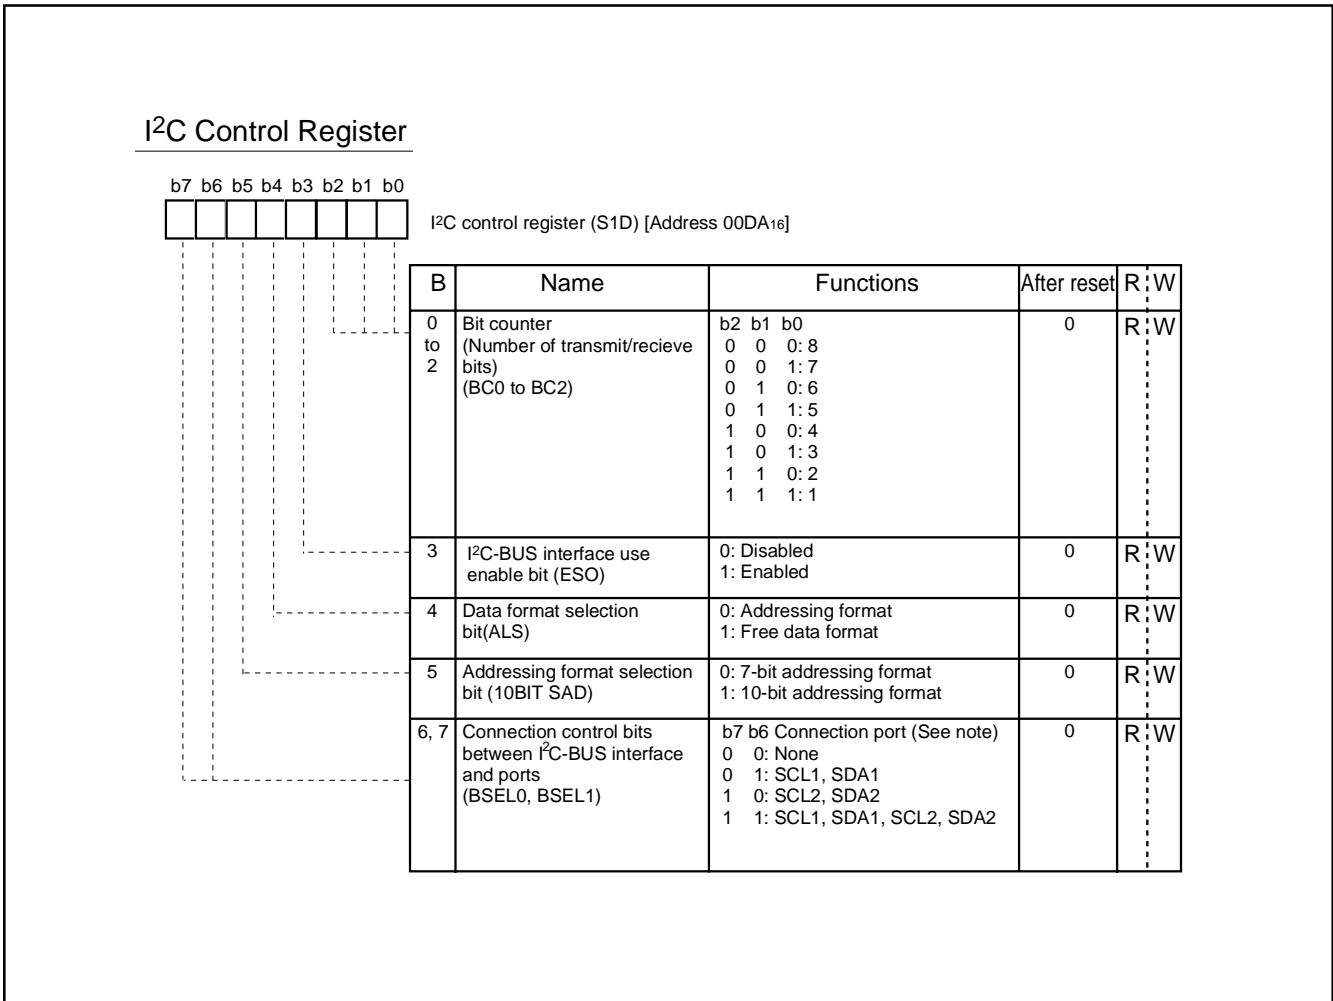 I2C Control Register
b7 b6 b5 b4 b3 b2 b1 b0
I2C control register (S1D) [Address 00DA16]
B Name Functions After reset R W
0 to 2
Bit counter
(Number of transmit/recieve
bits)
(BC0 to BC2)
b2 b1 b0
0 0 0: 8
0 0 1: 7
0 1 0: 6
0 1 1: 5
1 0 0: 4
1 0 1: 3
1 1 0: 2
1 1 1: 1
0 R W
3
I2C-BUS interface use
enable bit (ESO)
0: Disabled
1: Enabled
0 R W
4
Data format selection
bit(ALS)
0: Addressing format
1: Free data format
0 R W
5
Addressing format selection
bit (10BIT SAD)
0: 7-bit addressing format
1: 10-bit addressing format
0 R W
6, 7
Connection control bits
between I2C-BUS interface
and ports
(BSEL0, BSEL1)
b7 b6 Connection port (See note)
0 0: None
0 1: SCL1, SDA1
1 0: SCL2, SDA2
1 1: SCL1, SDA1, SCL2, SDA2
0 R W